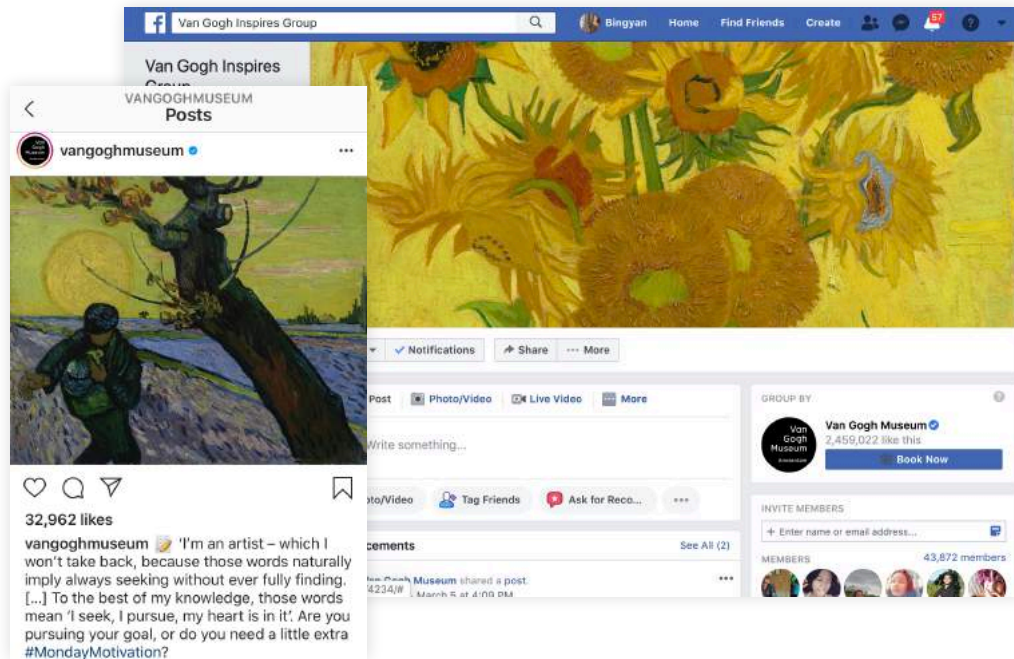 Van Gogh Inspires Group
Bingyan Home Find Friends Create 57
Van Gogh Inspires
Group
Notifications Share More
Post Photo/Video Live Video More
Write something...
Tag Friends Ask for Reco...
See All (2)
Museum shared a post.
4234/# March 5 at 4:09 PM
GROUP BY
Van
Gogh
Museum
Amsterdam
Van Gogh Museum
2,459,022 like this
Book Now
INVITE MEMBERS
+ Enter name or email address...
MEMBERS 43,872 members
VANGOGHMUSEUM
Posts
vangoghmuseum
32,962 likes
vangoghmuseum 📝 'I'm an artist – which I
won't take back, because those words naturally
imply always seeking without ever fully finding.
[...] To the best of my knowledge, those words
mean 'I seek, I pursue, my heart is in it'. Are you
pursuing your goal, or do you need a little extra
#MondayMotivation?